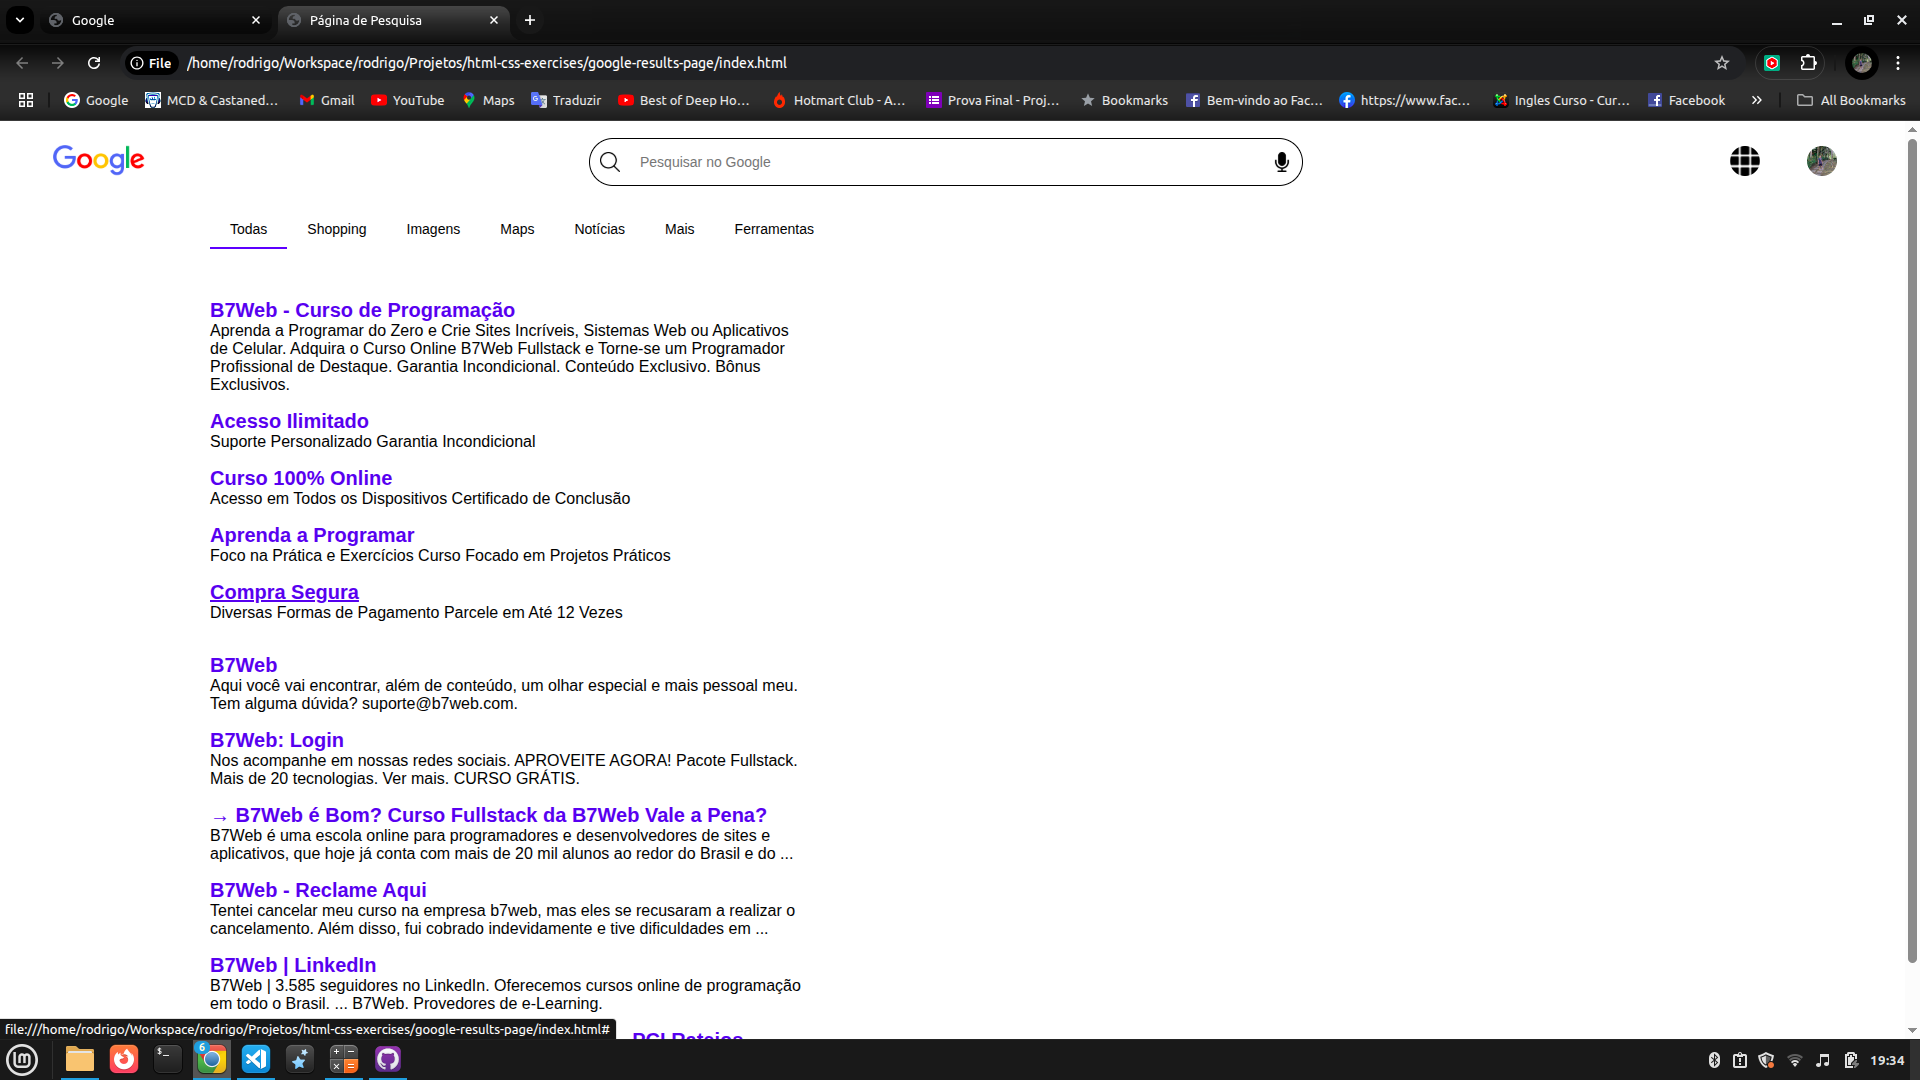 Google
Página de Pesquisa
File
/home/rodrigo/Workspace/rodrigo/Projetos/html-css-exercises/google-results-page/index.html
Google
MCD & Castaned...
Gmail
YouTube
Maps
Traduzir
Best of Deep Ho...
Hotmart Club - A...
Prova Final - Proj...
Bookmarks
Bem-vindo ao Fac...
https://www.fac...
Ingles Curso - Cur...
Facebook
All Bookmarks
Google
Pesquisar no Google
Todas
Shopping
Imagens
Maps
Notícias
Mais
Ferramentas
B7Web - Curso de Programação
Aprenda a Programar do Zero e Crie Sites Incríveis, Sistemas Web ou Aplicativos
de Celular. Adquira o Curso Online B7Web Fullstack e Torne-se um Programador
Profissional de Destaque. Garantia Incondicional. Conteúdo Exclusivo. Bônus
Exclusivos.
Acesso Ilimitado
Suporte Personalizado Garantia Incondicional
Curso 100% Online
Acesso em Todos os Dispositivos Certificado de Conclusão
Aprenda a Programar
Foco na Prática e Exercícios Curso Focado em Projetos Práticos
Compra Segura
Diversas Formas de Pagamento Parcele em Até 12 Vezes
B7Web
Aqui você vai encontrar, além de conteúdo, um olhar especial e mais pessoal meu.
Tem alguma dúvida? suporte@b7web.com.
B7Web: Login
Nos acompanhe em nossas redes sociais. APROVEITE AGORA! Pacote Fullstack.
Mais de 20 tecnologias. Ver mais. CURSO GRÁTIS.
→ B7Web é Bom? Curso Fullstack da B7Web Vale a Pena?
B7Web é uma escola online para programadores e desenvolvedores de sites e
aplicativos, que hoje já conta com mais de 20 mil alunos ao redor do Brasil e do ...
B7Web - Reclame Aqui
Tentei cancelar meu curso na empresa b7web, mas eles se recusaram a realizar o
cancelamento. Além disso, fui cobrado indevidamente e tive dificuldades em ...
B7Web | LinkedIn
B7Web | 3.585 seguidores no LinkedIn. Oferecemos cursos online de programação
em todo o Brasil. ... B7Web. Provedores de e-Learning.
file:///home/rodrigo/Workspace/rodrigo/Projetos/html-css-exercises/google-results-page/index.html#
6
19:34